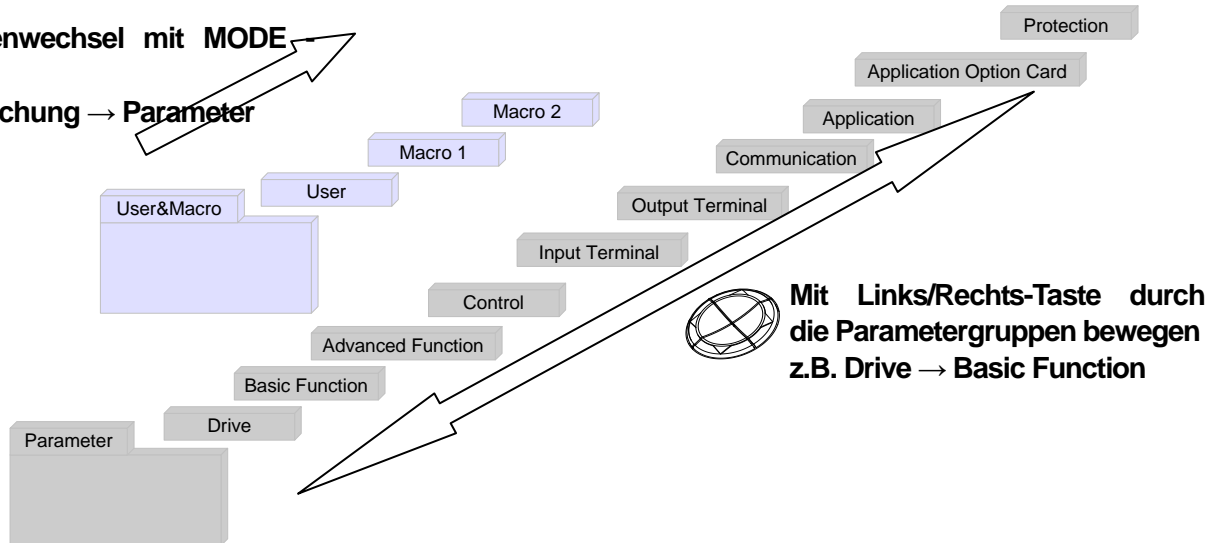 mit MODE -
→ Parameter
Protection
Application Option Card
Application
Communication
Output Terminal
Input Terminal
Control
Advanced Function
Basic Function
Drive
Parameter
Macro 2
Macro 1
User
User&Macro
Mit Links/Rechts-Taste durch
die Parametergruppen bewegen
z.B. Drive → Basic Function